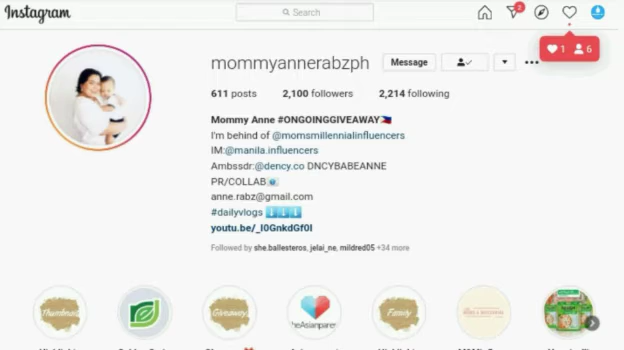 Instagram
Search
2
1 6
mommyannerabzph
Message
611 posts 2,100 followers 2,214 following
Mommy Anne #ONGOINGGIVEAWAY🇵🇭
I'm behind of @momsmillennialinfluencers
IM:@manila.influencers
Ambssdr:@dency.co DNCYBABEANNE
PR/COLLAB📧
anne.rabz@gmail.com
#dailyvlogs ⬇️⬇️⬇️
youtu.be/_I0GnkdGf0I
Followed by she.ballesteros, jelai_ne, mildred05 +34 more
Thumbnails
Giveaway
theAsianparent
Family